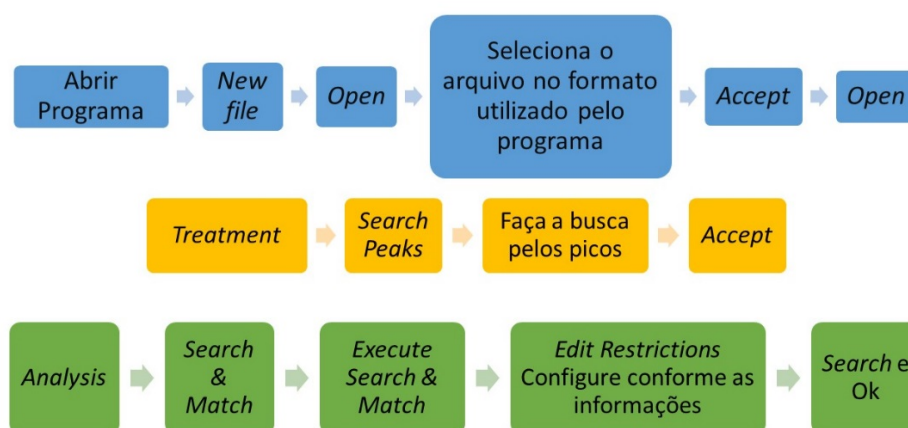 Abrir
Programa
New
file
Open
Seleciona o
arquivo no formato
utilizado pelo
programa
Accept
Open
Treatment
Search
Peaks
Faça a busca
pelos picos
Accept
Analysis
Search
&
Match
Execute
Search &
Match
Edit Restrictions
Configure conforme as
informações
Search e
Ok